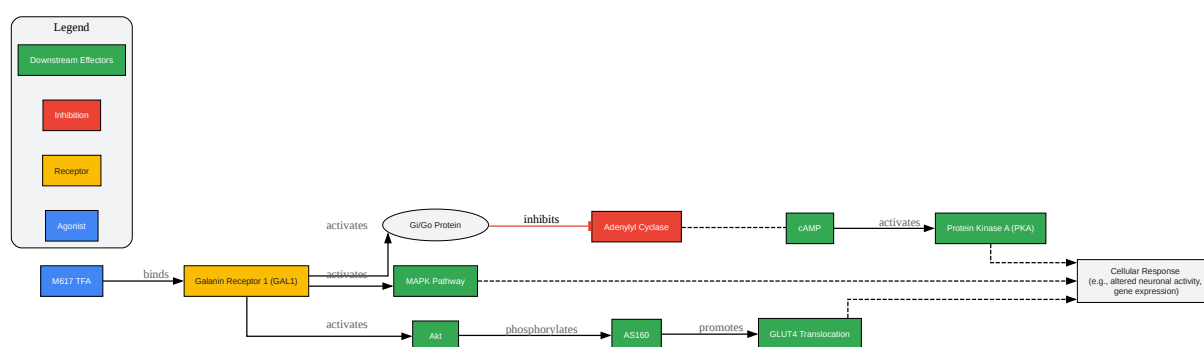 Legend
Downstream Effectors
Inhibition
Receptor
Agonist
activates
Gi/Go Protein
inhibits
Adenylyl Cyclase
cAMP
activates
Protein Kinase A (PKA)
M617 TFA
binds
Galanin Receptor 1 (GAL1)
activates
MAPK Pathway
Cellular Response
(e.g., altered neuronal activity,
gene expression)
activates
Akt
phosphorylates
AS160
promotes
GLUT4 Translocation